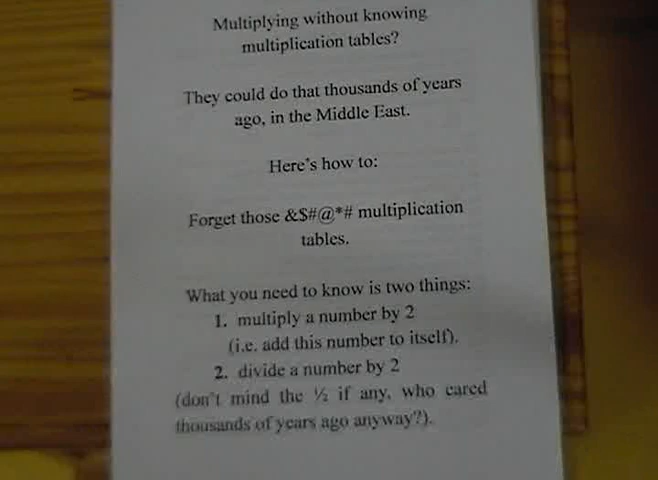 Multiplying without knowing
multiplication tables?
They could do that thousands of years
ago, in the Middle East.
Here's how to:
Forget those &$#@*# multiplication
tables.
What you need to know is two things:
1. multiply a number by 2
(i.e. add this number to itself).
2. divide a number by 2
(don't mind the ½ if any, who cared
thousands of years ago anyway?).